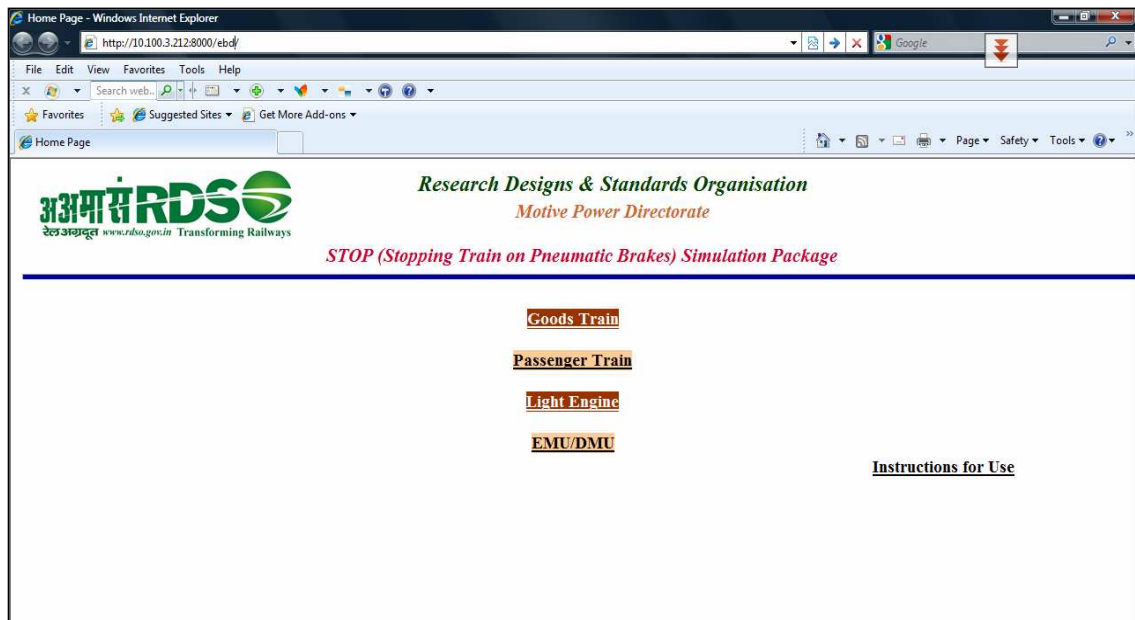 Home Page - Windows Internet Explorer
http://10.100.3.212:8000/ebd/
Google
File Edit View Favorites Tools Help
Search web..
Favorites Suggested Sites Get More Add-ons
Home Page Page Safety Tools
अअमासं RDSO
रेल अग्रदूत www.rdso.gov.in Transforming Railways
Research Designs & Standards Organisation
Motive Power Directorate
STOP (Stopping Train on Pneumatic Brakes) Simulation Package
Goods Train
Passenger Train
Light Engine
EMU/DMU
Instructions for Use